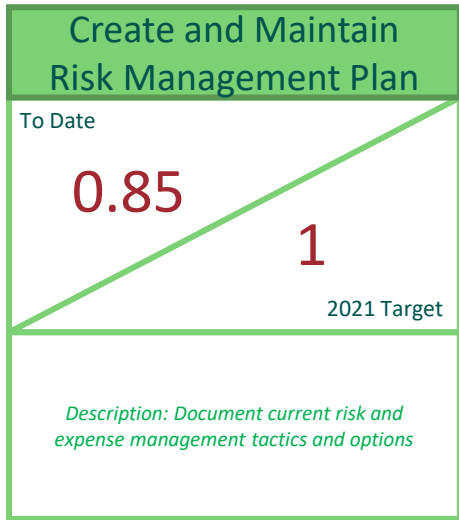 Create and Maintain
Risk Management Plan
To Date
0.85
1
2021 Target
Description: Document current risk and
expense management tactics and options